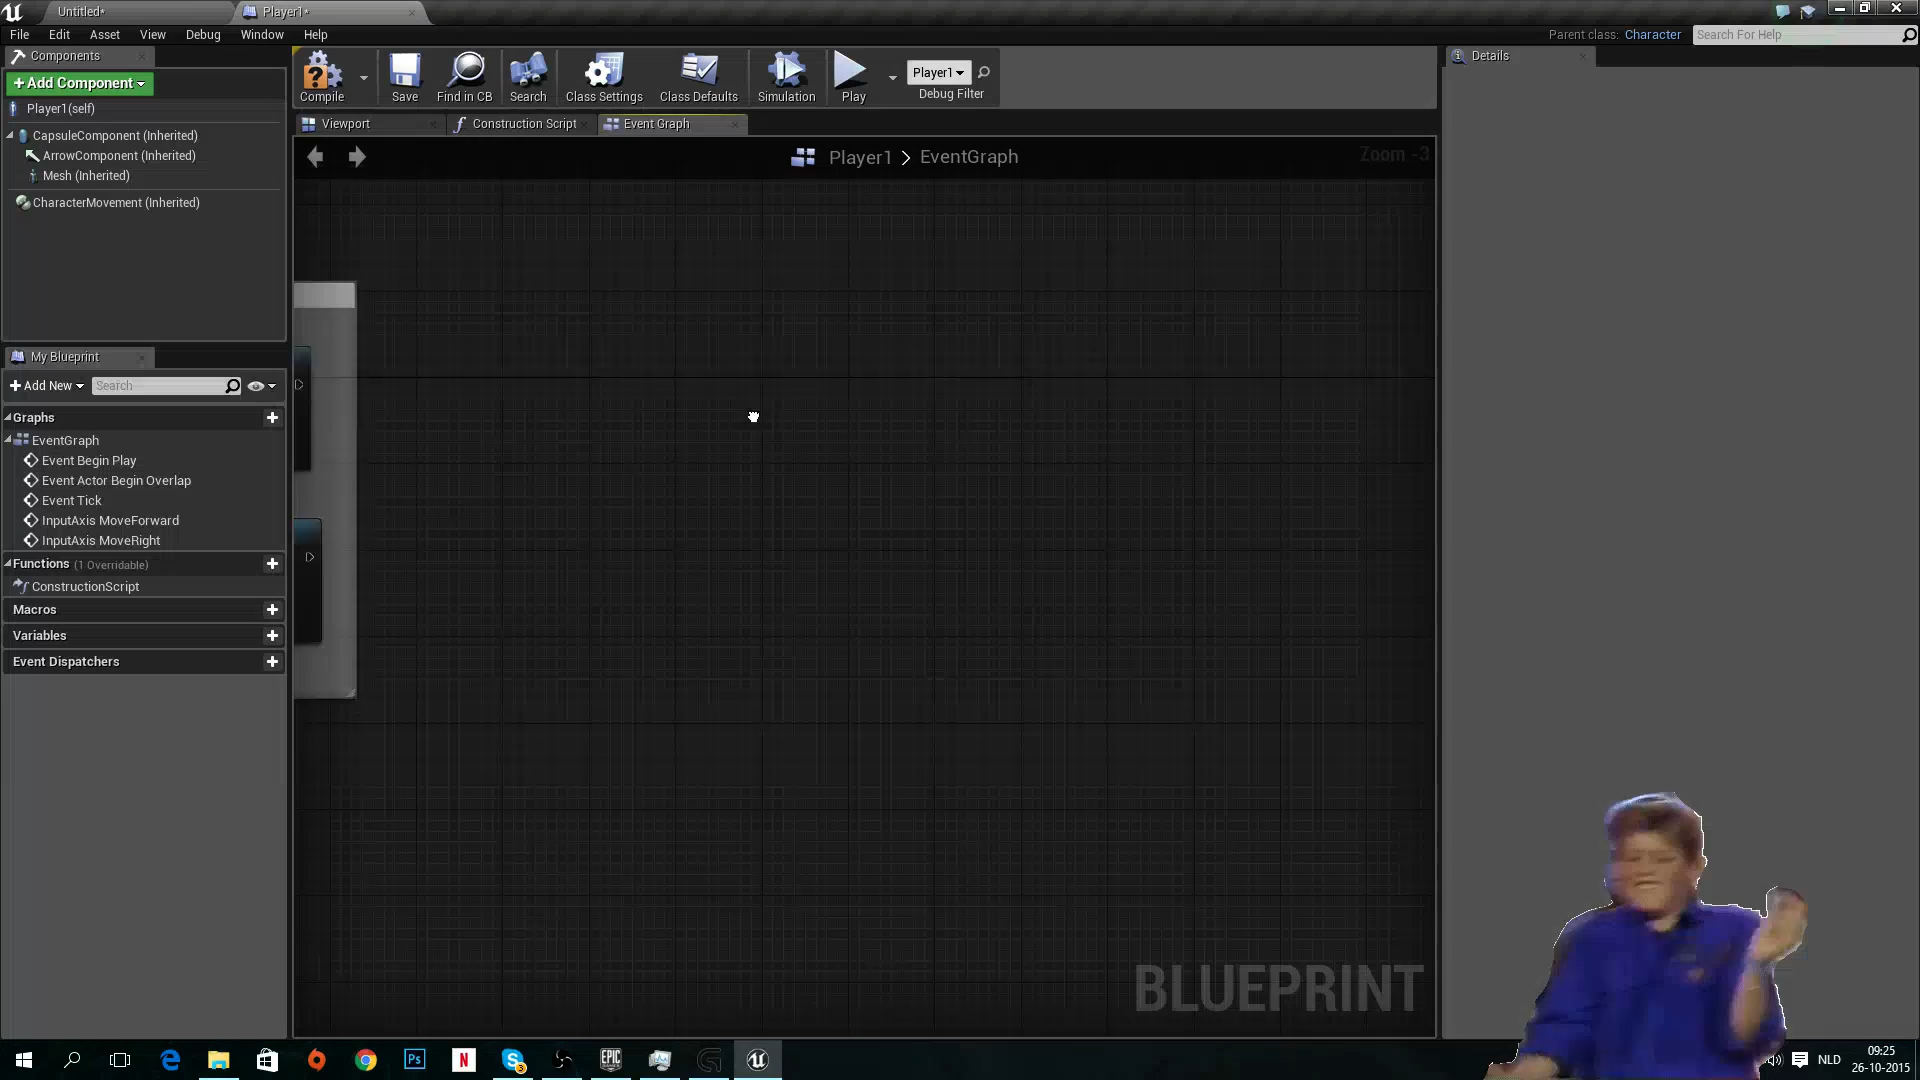 Untitled*
Player1*
File Edit Asset View Debug Window Help
Parent class: Character
Search For Help
Components
+Add Component
Player1(self)
CapsuleComponent (Inherited)
ArrowComponent (Inherited)
Mesh (Inherited)
CharacterMovement (Inherited)
Compile
Save
Find in CB
Search
Class Settings
Class Defaults
Simulation
Play
Player1
Debug Filter
Details
Viewport
Construction Script
Event Graph
Player1 > EventGraph
Zoom -3
My Blueprint
+Add New
Search
Graphs
EventGraph
Event Begin Play
Event Actor Begin Overlap
Event Tick
InputAxis MoveForward
InputAxis MoveRight
Functions (1 Overridable)
ConstructionScript
Macros
Variables
Event Dispatchers
BLUEPRINT
Ps
N
3
EPIC
GAMES
NLD
09:25
26-10-2015